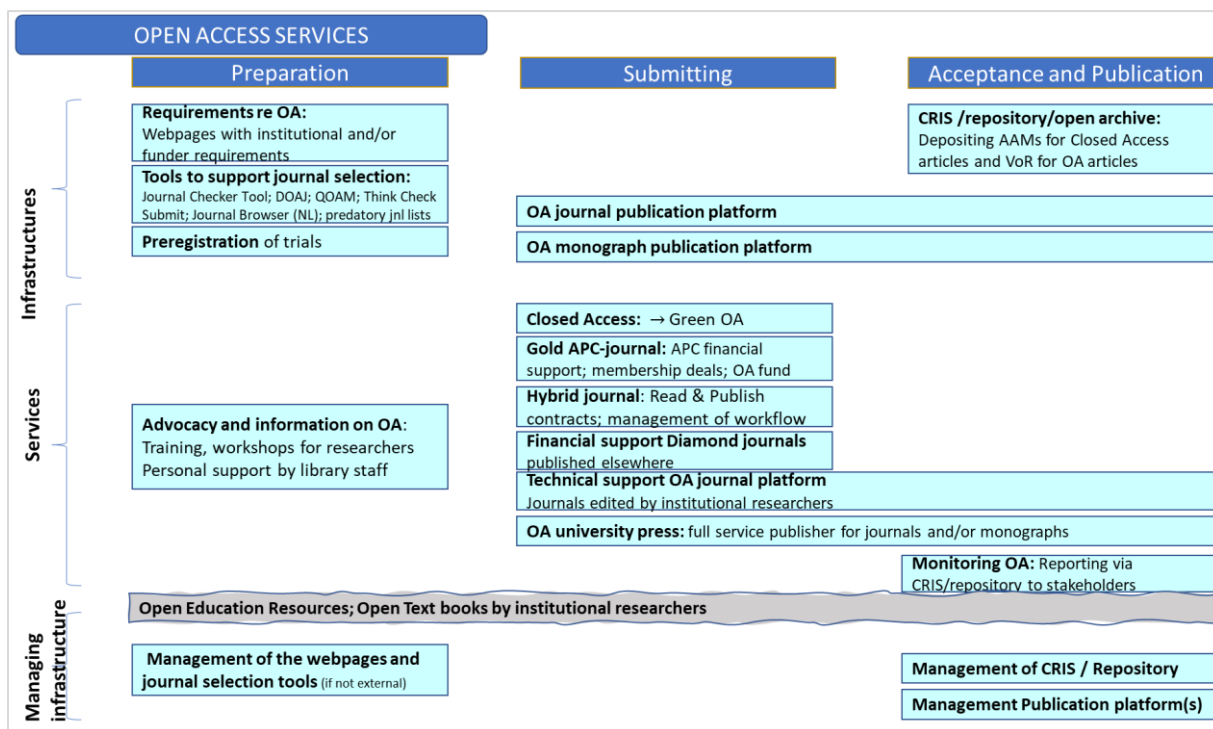 OPEN ACCESS SERVICES
Preparation
Submitting
Acceptance and Publication
Infrastructures
Requirements re OA:
Webpages with institutional and/or
funder requirements
Tools to support journal selection:
Journal Checker Tool; DOAJ; QOAM; Think Check
Submit; Journal Browser (NL); predatory jnl lists
Preregistration of trials
CRIS /repository/open archive:
Depositing AAMs for Closed Access
articles and VoR for OA articles
OA journal publication platform
OA monograph publication platform
Services
Advocacy and information on OA:
Training, workshops for researchers
Personal support by library staff
Closed Access: → Green OA
Gold APC-journal: APC financial
support; membership deals; OA fund
Hybrid journal: Read & Publish
contracts; management of workflow
Financial support Diamond journals
published elsewhere
Technical support OA journal platform
Journals edited by institutional researchers
OA university press: full service publisher for journals and/or monographs
Monitoring OA: Reporting via
CRIS/repository to stakeholders
Open Education Resources; Open Text books by institutional researchers
Managing
infrastructure
Management of the webpages and
journal selection tools (if not external)
Management of CRIS / Repository
Management Publication platform(s)